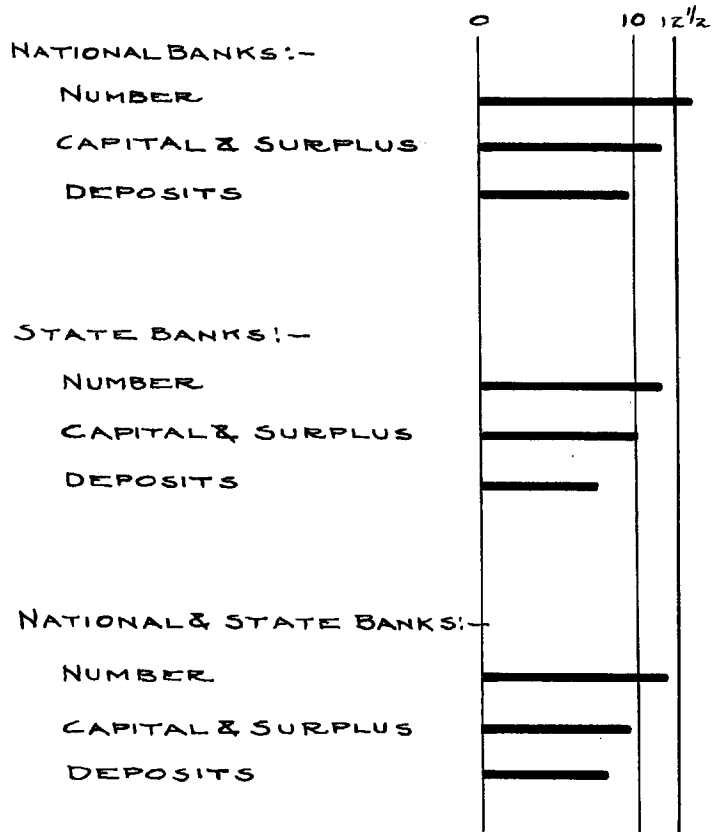 0 10 12½
NATIONAL BANKS:-
NUMBER
CAPITAL & SURPLUS
DEPOSITS
STATE BANKS:-
NUMBER
CAPITAL & SURPLUS
DEPOSITS
NATIONAL & STATE BANKS:-
NUMBER
CAPITAL & SURPLUS
DEPOSITS